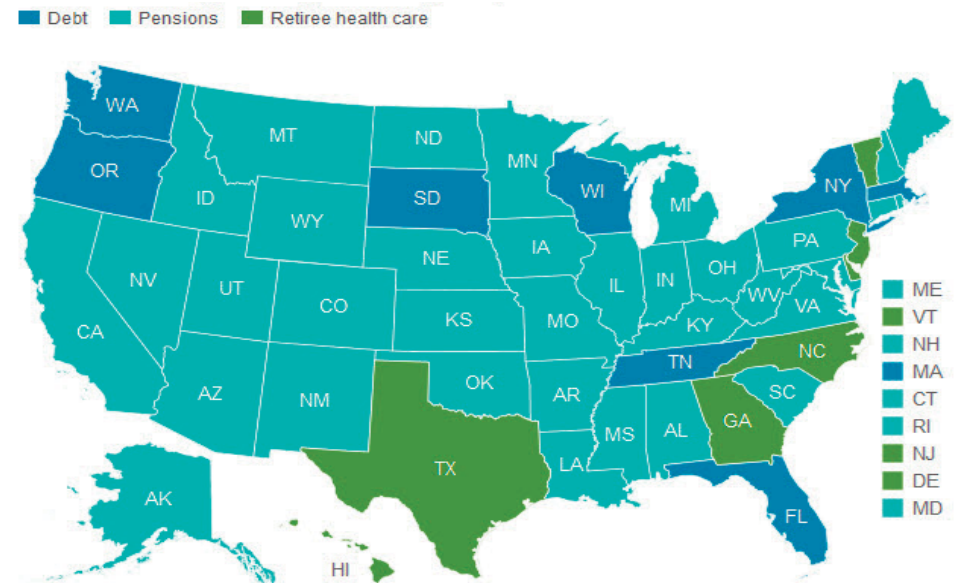 Debt Pensions Retiree health care
WA
MT
ND
MN
OR
ID
SD
WI
NY
WY
MI
IA
PA
NE
NV
UT
IL
IN
OH
CO
WV
VA
CA
KS
MO
KY
TN
NC
AZ
NM
OK
AR
SC
MS
AL
GA
TX
LA
AK
FL
HI
ME
VT
NH
MA
CT
RI
NJ
DE
MD